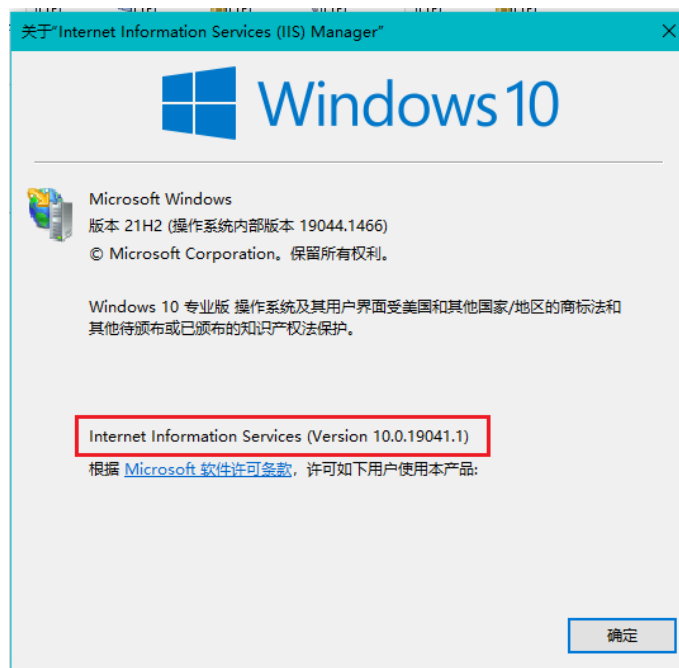 关于"Internet Information Services (IIS) Manager"
Windows 10
Microsoft Windows
版本 21H2 (操作系统内部版本 19044.1466)
© Microsoft Corporation。保留所有权利。
Windows 10 专业版 操作系统及其用户界面受美国和其他国家/地区的商标法和
其他待颁布或已颁布的知识产权法保护。
Internet Information Services (Version 10.0.19041.1)
根据 Microsoft 软件许可条款，许可如下用户使用本产品:
确定